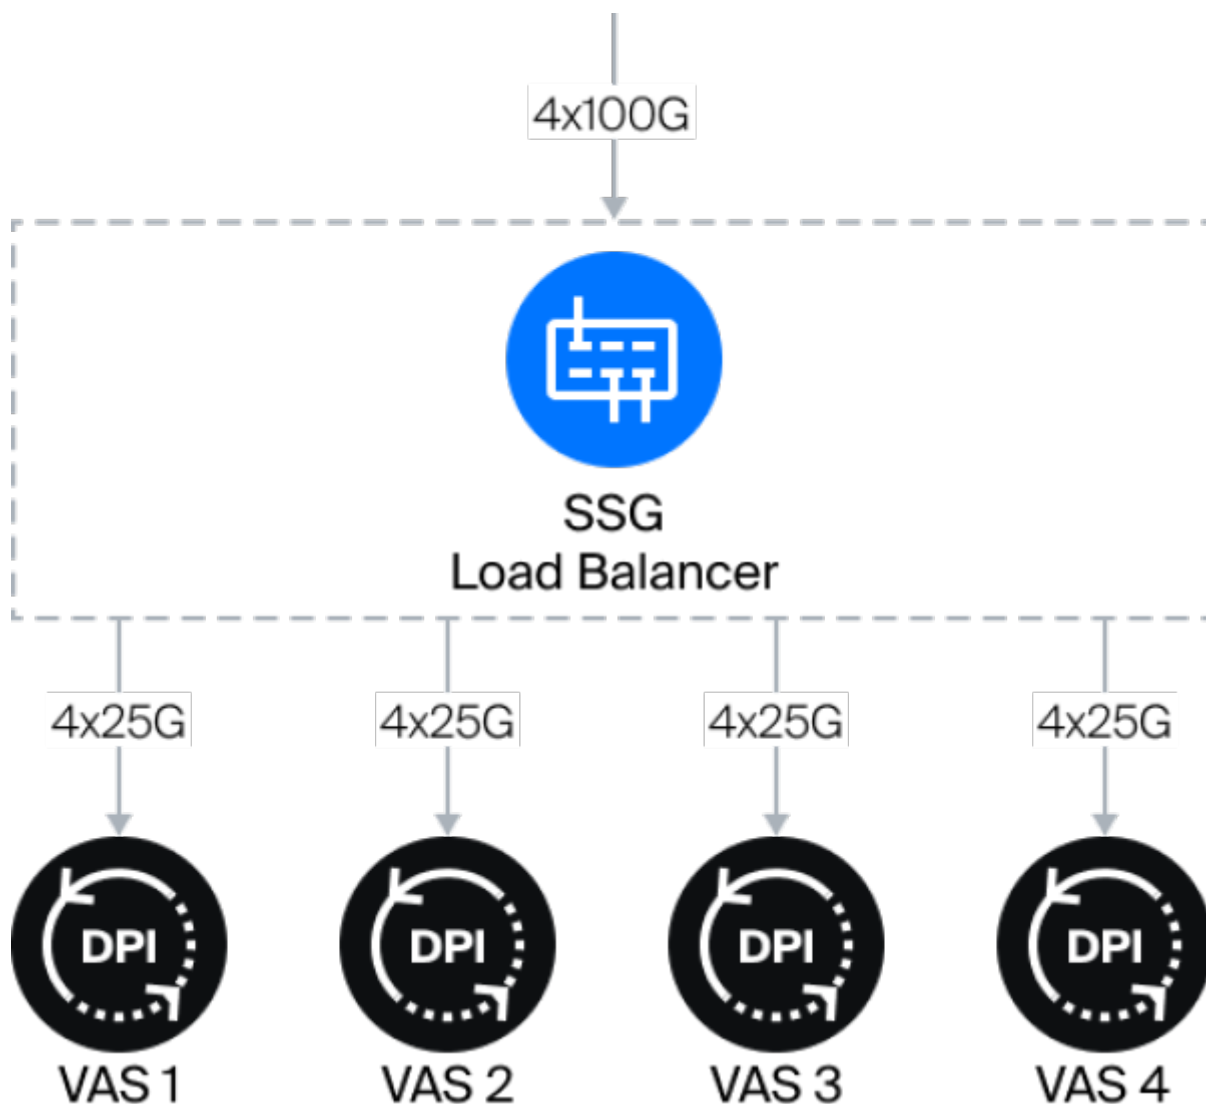 4x100G
SSG
Load Balancer
4x25G
4x25G
4x25G
4x25G
DPI
DPI
DPI
DPI
VAS 1
VAS 2
VAS 3
VAS 4